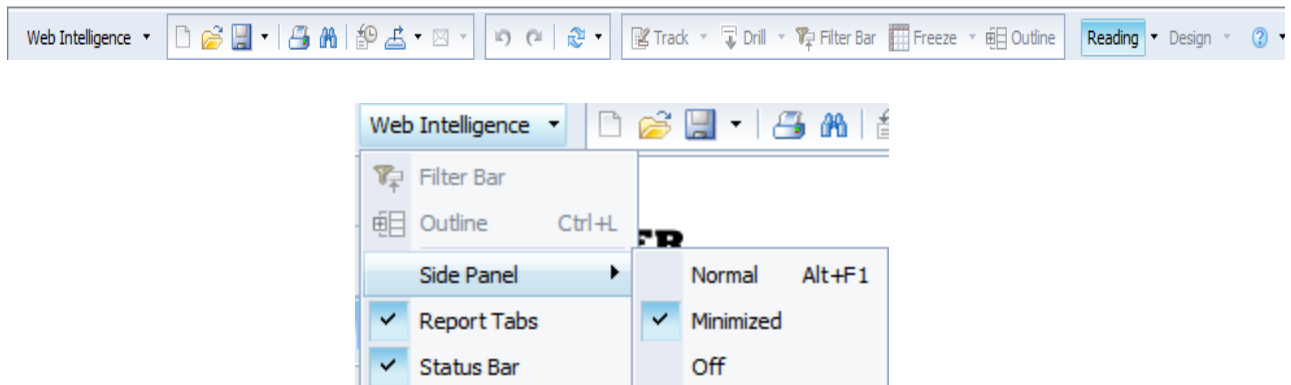 Web Intelligence Track Drill Filter Bar Freeze Outline Reading Design
Web Intelligence
Filter Bar
Outline Ctrl+L
Side Panel Normal Alt+F1
Report Tabs Minimized
Status Bar Off